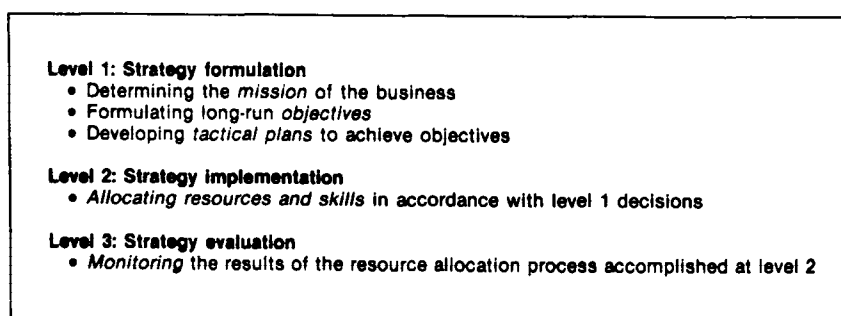 Level 1: Strategy formulation
• Determining the mission of the business
• Formulating long-run objectives
• Developing tactical plans to achieve objectives
Level 2: Strategy implementation
• Allocating resources and skills in accordance with level 1 decisions
Level 3: Strategy evaluation
• Monitoring the results of the resource allocation process accomplished at level 2